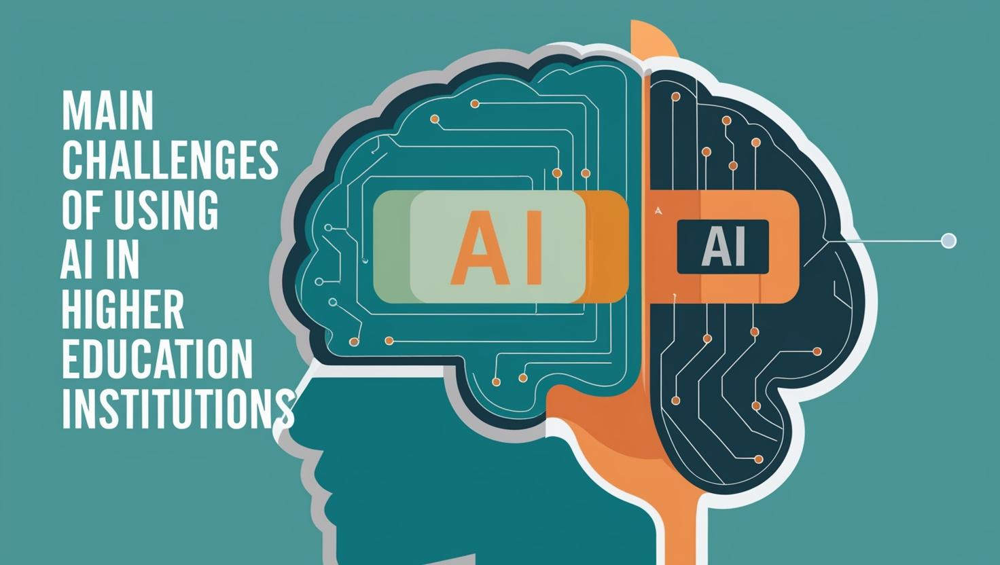 MAIN
CHALLENGES
OF USING
AI IN
HIGHER
EDUCATION
INSTITUTIONS
AI
A
AI